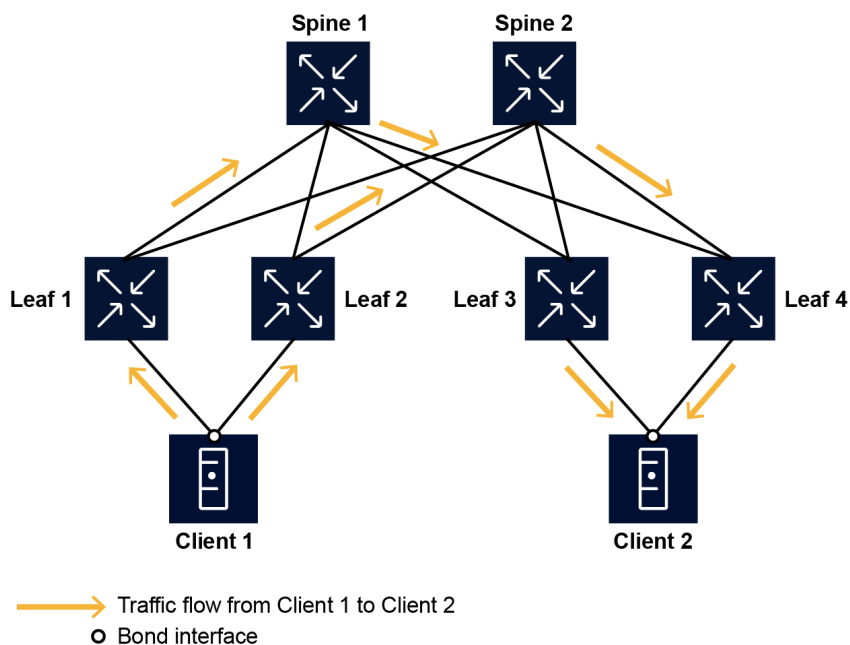 Spine 1
Spine 2
Leaf 1
Leaf 2
Leaf 3
Leaf 4
Client 1
Client 2
Traffic flow from Client 1 to Client 2
Bond interface